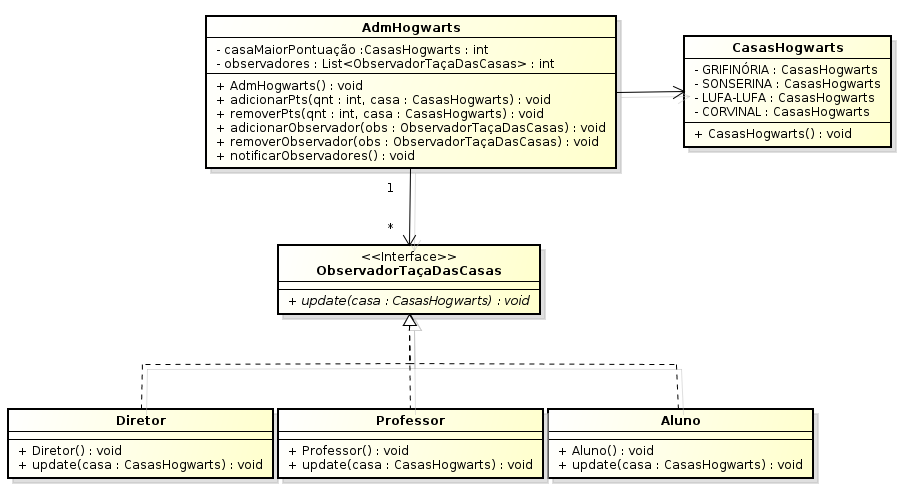 AdmHogwarts
- casaMaiorPontuação :CasasHogwarts : int
- observadores : List<ObservadorTaçaDasCasas> : int
+ AdmHogwarts() : void
+ adicionarPts(qnt : int, casa : CasasHogwarts) : void
+ removerPts(qnt : int, casa : CasasHogwarts) : void
+ adicionarObservador(obs : ObservadorTaçaDasCasas) : void
+ removerObservador(obs : ObservadorTaçaDasCasas) : void
+ notificarObservadores() : void
CasasHogwarts
- GRIFINÓRIA : CasasHogwarts
- SONSERINA : CasasHogwarts
- LUFA-LUFA : CasasHogwarts
- CORVINAL : CasasHogwarts
+ CasasHogwarts() : void
1
*
<<Interface>>
ObservadorTaçaDasCasas
+ update(casa : CasasHogwarts) : void
Diretor
+ Diretor() : void
+ update(casa : CasasHogwarts) : void
Professor
+ Professor() : void
+ update(casa : CasasHogwarts) : void
Aluno
+ Aluno() : void
+ update(casa : CasasHogwarts) : void